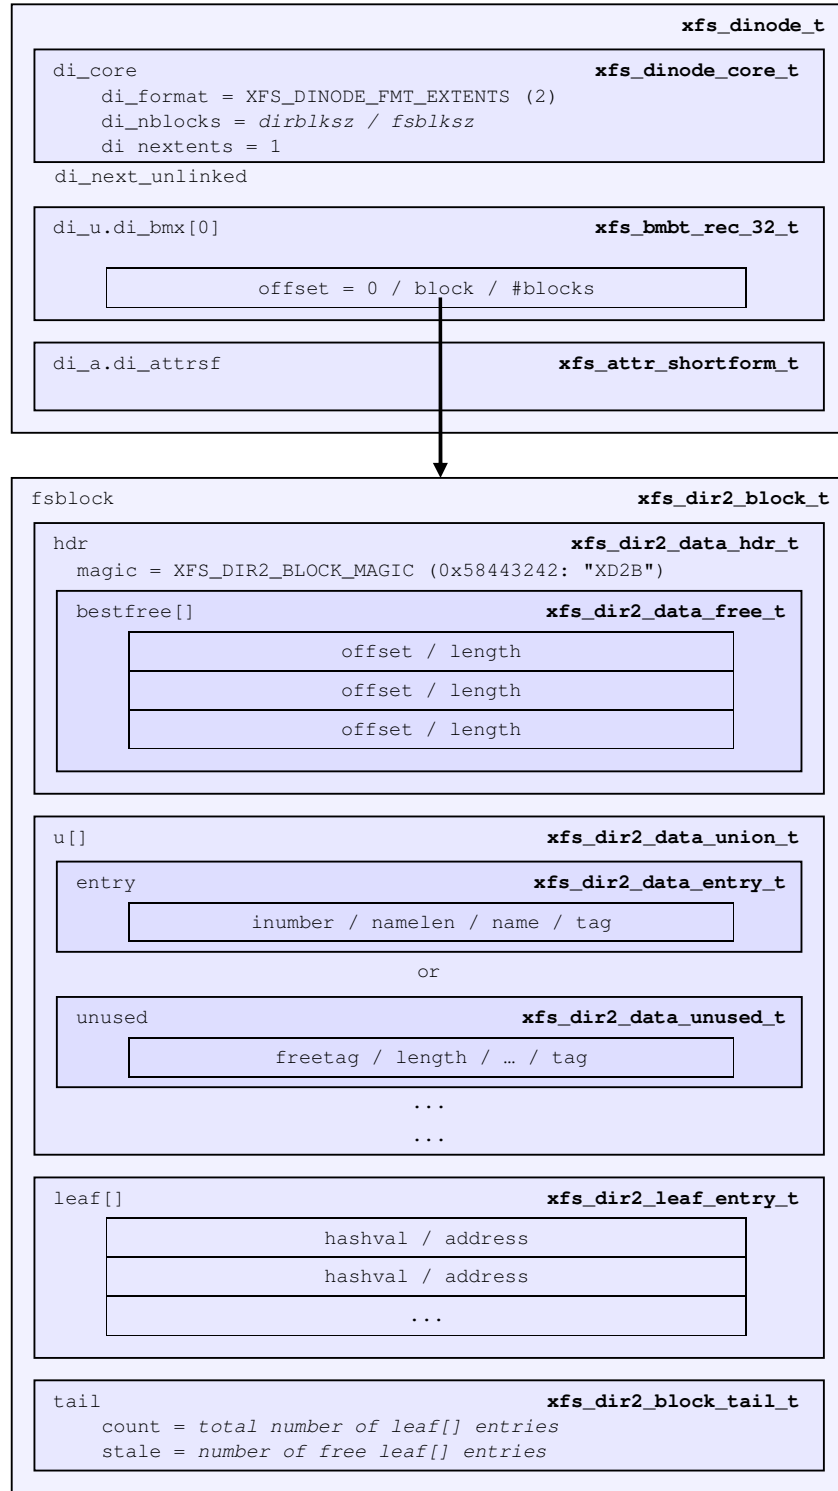 xfs_dinode_t
di_core xfs_dinode_core_t
di_format = XFS_DINODE_FMT_EXTENTS (2)
di_nblocks = dirblksz / fsblksz
di nextents = 1
di_next_unlinked
di_u.di_bmx[0] xfs_bmbt_rec_32_t
offset = 0 / block / #blocks
di_a.di_attrsf xfs_attr_shortform_t
fsblock xfs_dir2_block_t
hdr xfs_dir2_data_hdr_t
magic = XFS_DIR2_BLOCK_MAGIC (0x58443242: "XD2B")
bestfree[] xfs_dir2_data_free_t
offset / length
offset / length
offset / length
u[] xfs_dir2_data_union_t
entry xfs_dir2_data_entry_t
inumber / namelen / name / tag
or
unused xfs_dir2_data_unused_t
freetag / length / … / tag
...
...
leaf[] xfs_dir2_leaf_entry_t
hashval / address
hashval / address
...
tail xfs_dir2_block_tail_t
count = total number of leaf[] entries
stale = number of free leaf[] entries